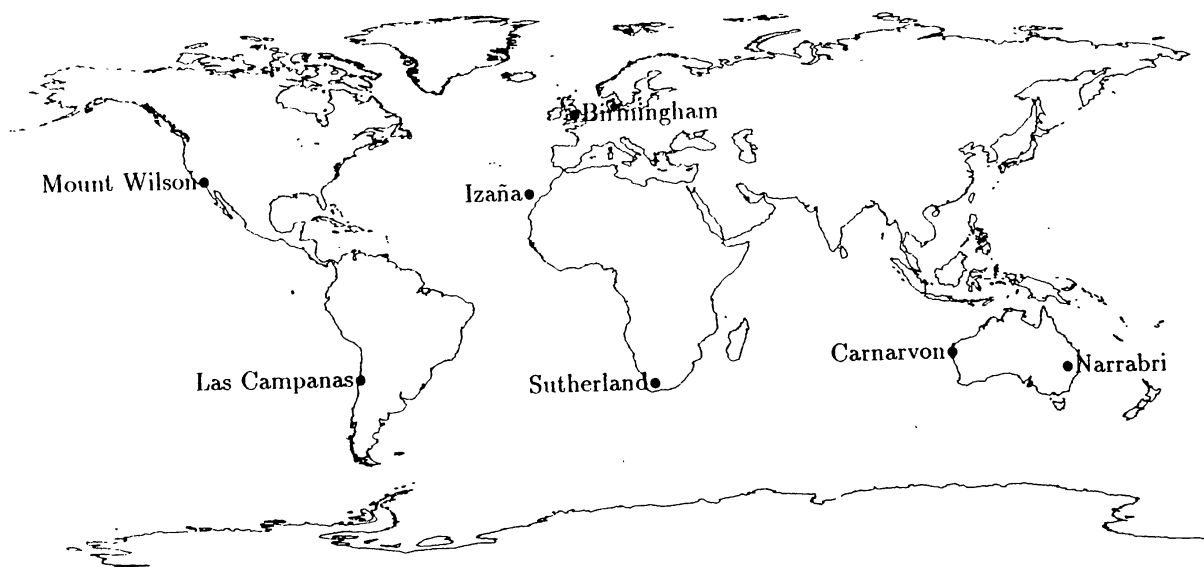 Birmingham
Mount Wilson
Izaña
Carnarvon
Narrabri
Las Campanas
Sutherland